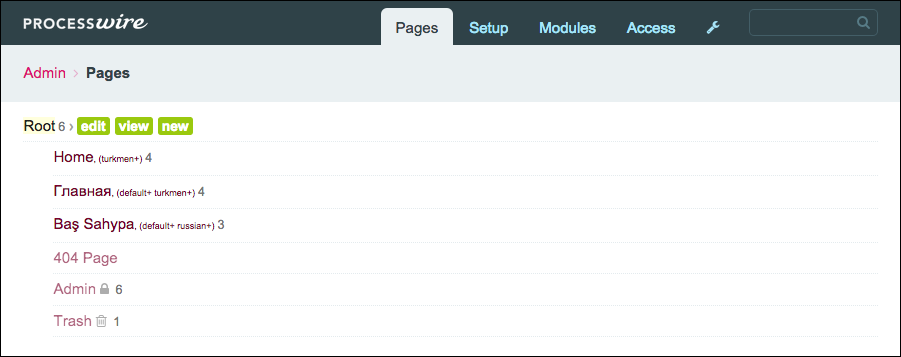 PROCESSwire Pages Setup Modules Access
Admin › Pages
Root 6 › edit view new
Home, (turkmen+) 4
Главная, (default+ turkmen+) 4
Baş Sahypa, (default+ russian+) 3
404 Page
Admin 6
Trash 1